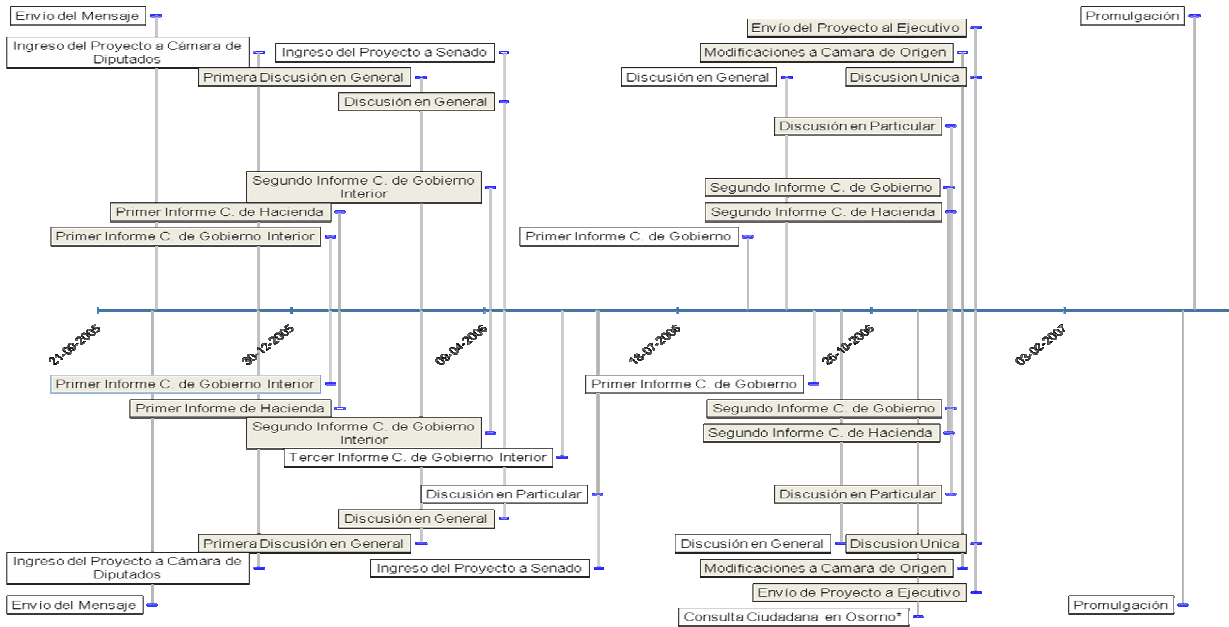 Envío del Mensaje
Promulgación
Envío del Proyecto al Ejecutivo
Ingreso del Proyecto a Cámara de
Diputados
Ingreso del Proyecto a Senado
Modificaciones a Camara de Origen
Primera Discusión en General
Discusión en General
Discusion Unica
Discusión en General
Discusión en Particular
Segundo Informe C. de Gobierno
Interior
Segundo Informe C. de Gobierno
Primer Informe C. de Hacienda
Segundo Informe C. de Hacienda
Primer Informe C. de Gobierno Interior
Primer Informe C. de Gobierno
21-09-2005
30-12-2005
09-04-2006
18-07-2006
26-10-2006
03-02-2007
Primer Informe C. de Gobierno Interior
Primer Informe C. de Gobierno
Primer Informe de Hacienda
Segundo Informe C. de Gobierno
Segundo Informe C. de Gobierno
Interior
Segundo Informe C. de Hacienda
Tercer Informe C. de Gobierno Interior
Discusión en Particular
Discusión en Particular
Discusión en General
Primera Discusión en General
Discusión en General
Discusion Unica
Ingreso del Proyecto a Cámara de
Diputados
Ingreso del Proyecto a Senado
Modificaciones a Camara de Origen
Envío de Proyecto a Ejecutivo
Envío del Mensaje
Promulgación
Consulta Ciudadana en Osorno*